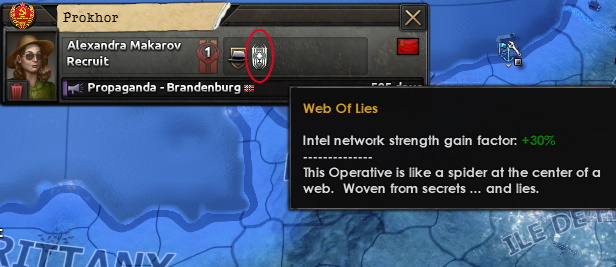 Prokhor
Alexandra Makarov
1
Recruit
Propaganda - Brandenburg
Web Of Lies
Intel network strength gain factor: +30%
--------------
This Operative is like a spider at the center of a
web. Woven from secrets ... and lies.
RITTANY
ILE DE